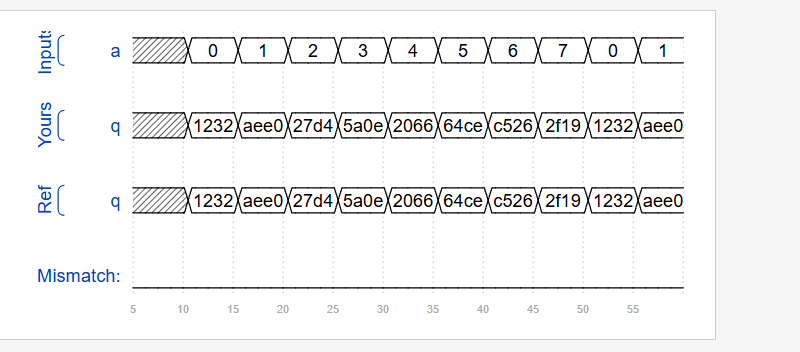 Inputs a 0 1 2 3 4 5 6 7 0 1
Yours q 1232 aee0 27d4 5a0e 2066 64ce c526 2f19 1232 aee0
Ref q 1232 aee0 27d4 5a0e 2066 64ce c526 2f19 1232 aee0
Mismatch:
5 10 15 20 25 30 35 40 45 50 55